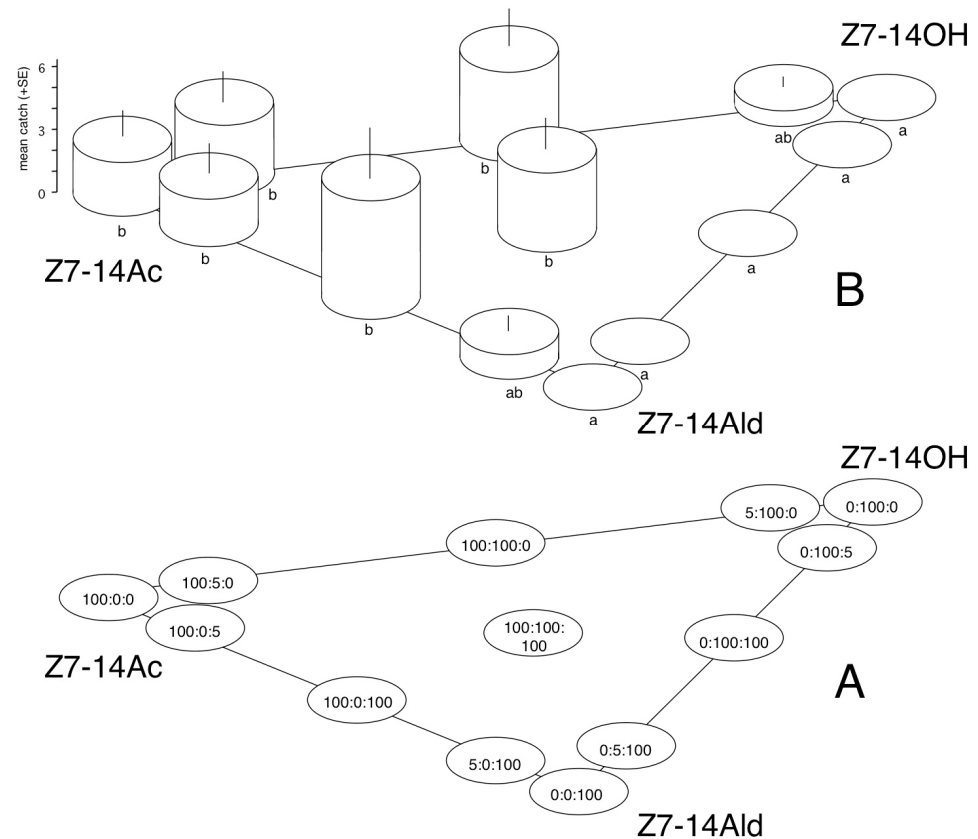 Z7-14OH
mean catch (+SE)
6
3
0
b
b
b
b
b
b
ab
a
a
a
a
a
ab
Z7-14Ac
B
Z7-14Ald
Z7-14OH
5:100:0
0:100:0
100:100:0
0:100:5
100:5:0
100:0:0
100:0:5
100:100:
100
0:100:100
Z7-14Ac
A
100:0:100
0:5:100
5:0:100
0:0:100
Z7-14Ald